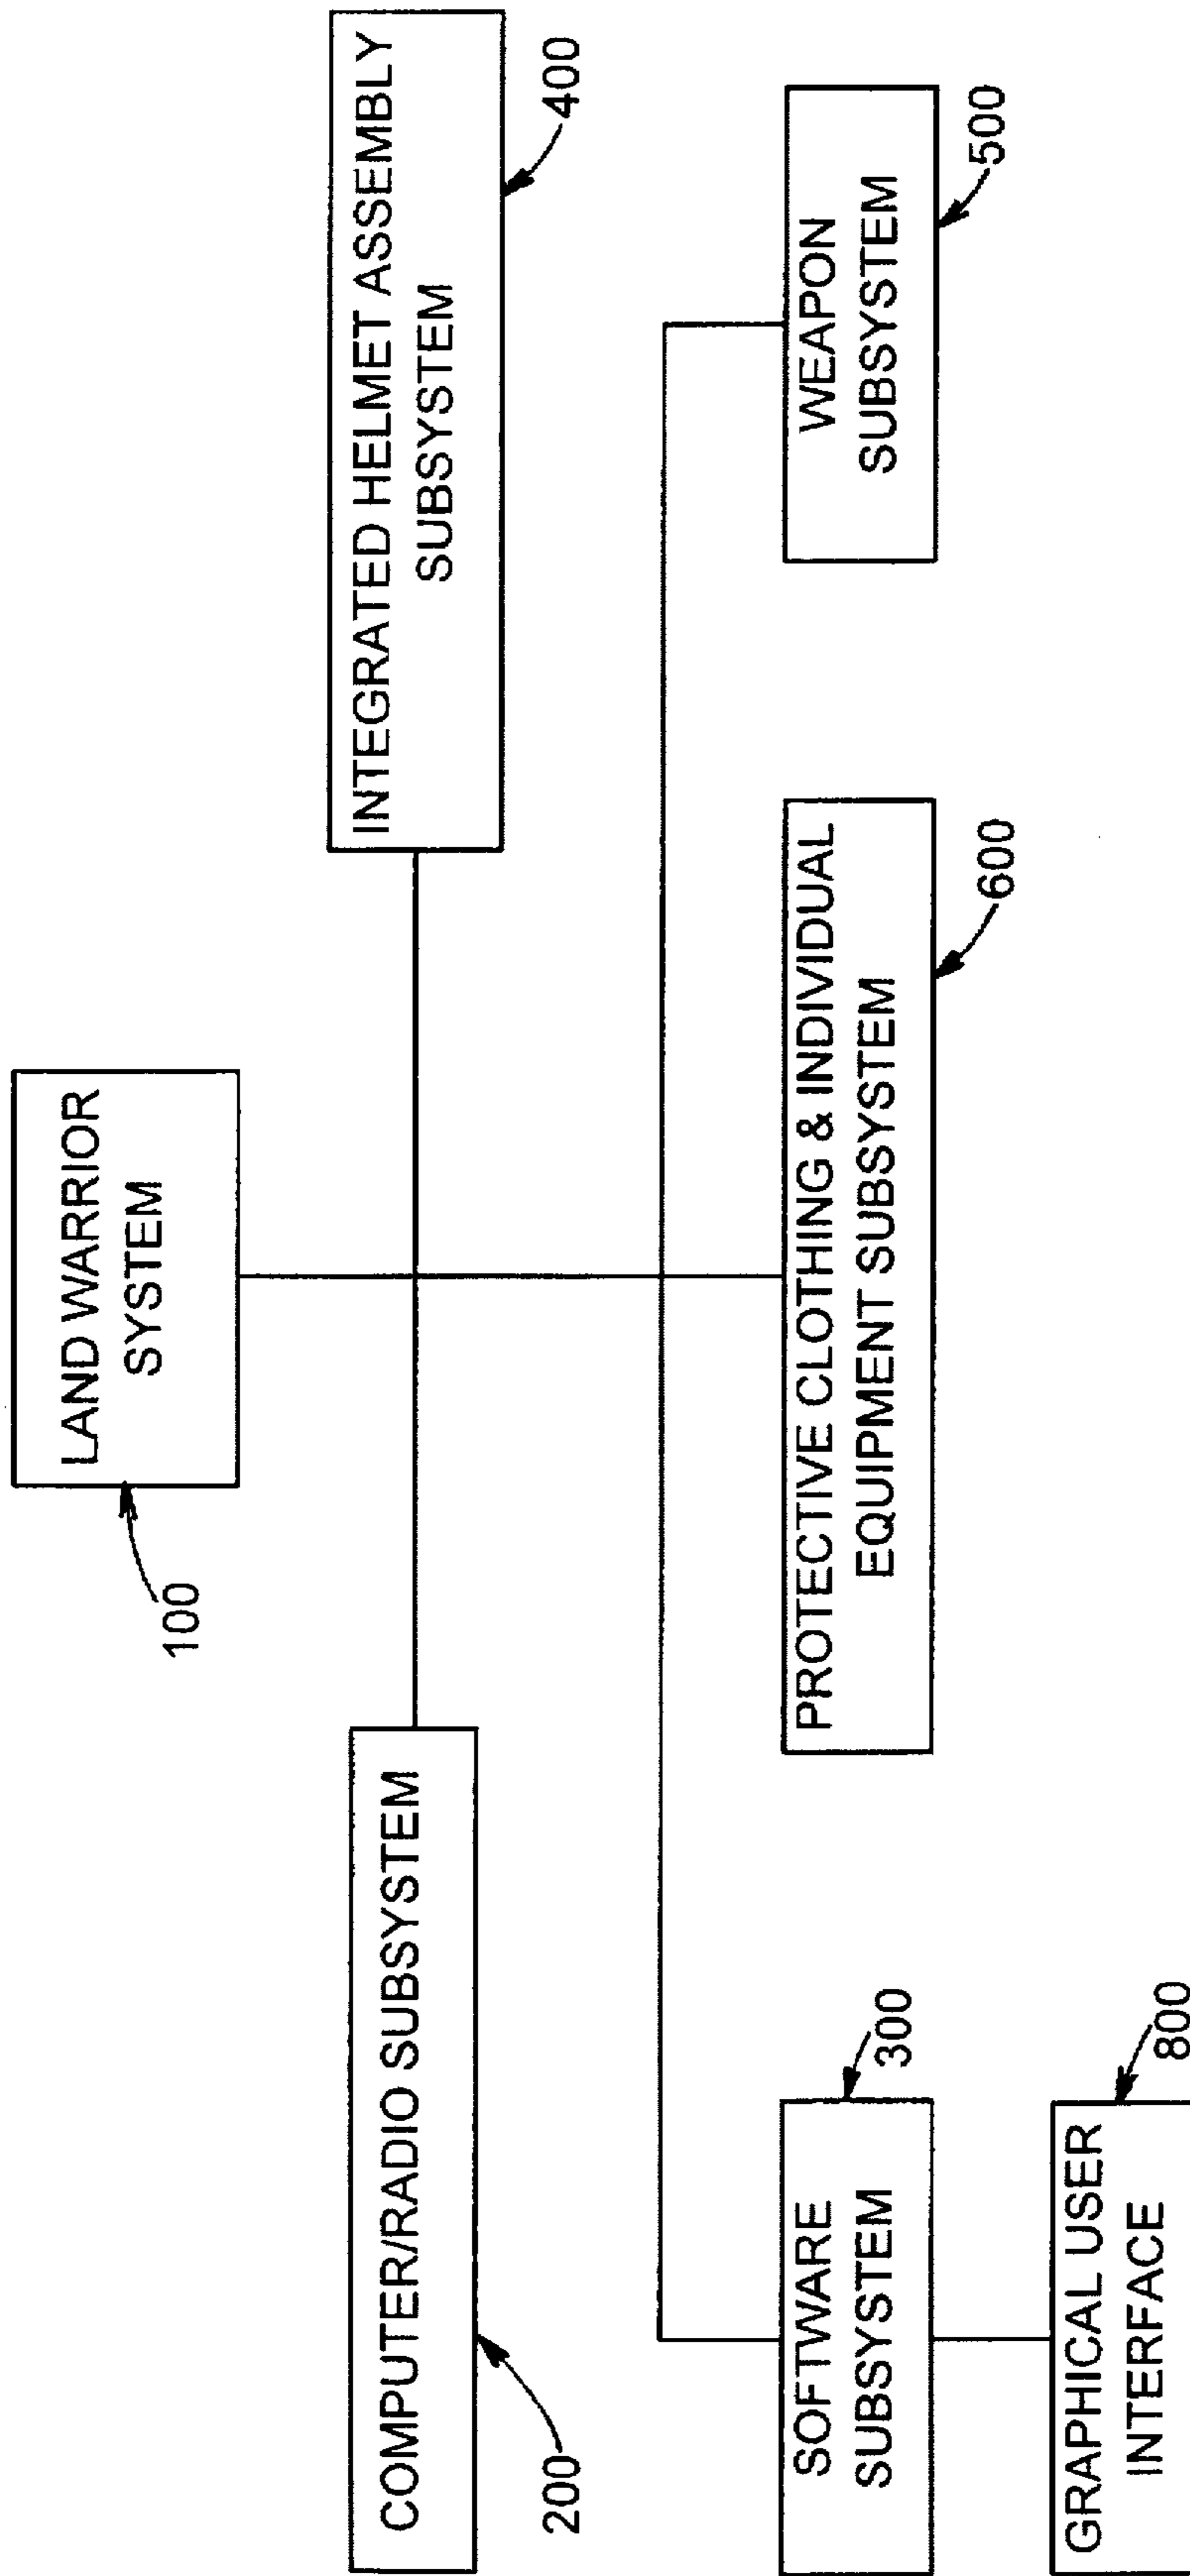 LAND WARRIOR
SYSTEM
100
COMPUTER/RADIO SUBSYSTEM
200
INTEGRATED HELMET ASSEMBLY
SUBSYSTEM
400
SOFTWARE
SUBSYSTEM
300
PROTECTIVE CLOTHING & INDIVIDUAL
EQUIPMENT SUBSYSTEM
600
WEAPON
SUBSYSTEM
500
GRAPHICAL USER
INTERFACE
800